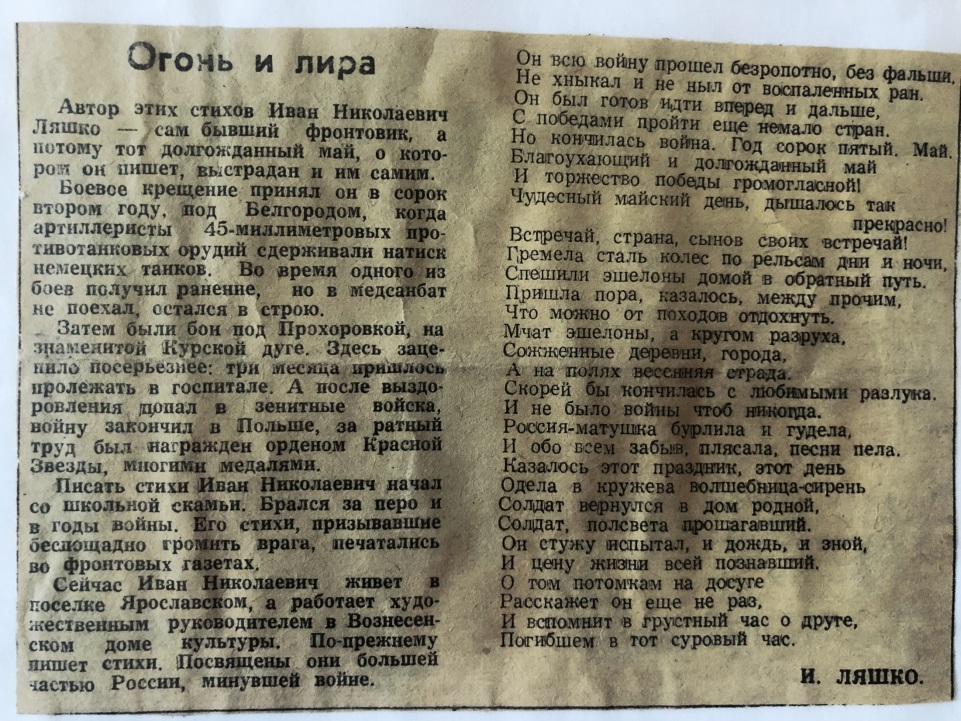 Огонь и лира
Автор этих стихов Иван Николаевич
Ляшко — сам бывший фронтовик, а
потому тот долгожданный май, о кото-
ром он пишет, выстрадан и им самим.
Боевое крещение принял он в сорок
втором году, под Белгородом, когда
артиллеристы 45-миллиметровых про-
тивотанковых орудий сдерживали натиск
немецких танков. Во время одного из
боев получил ранение, но в медсанбат
не поехал, остался в строю.
Затем были бои под Прохоровкой, на
знаменитой Курской дуге. Здесь заце-
пило посерьезнее: три месяца пришлось
пролежать в госпитале. А после выздо-
ровления попал в зенитные войска,
войну закончил в Польше, за ратный
труд был награжден орденом Красной
Звезды, многими медалями.
Писать стихи Иван Николаевич начал
со школьной скамьи. Брался за перо и
в годы войны. Его стихи, призывавшие
беспощадно громить врага, печатались
во фронтовых газетах.
Сейчас Иван Николаевич живет в
поселке Ярославском, а работает худо-
жественным руководителем в Вознесен-
ском доме культуры. По-прежнему
пишет стихи. Посвящены они большей
частью России, минувшей войне.
Он всю войну прошел безропотно, без фальши.
Не хныкал и не ныл от воспаленных ран.
Он был готов идти вперед и дальше,
С победами пройти еще немало стран.
Но кончилась война. Год сорок пятый. Май.
Благоухающий и долгожданный май
И торжество победы громогласной!
Чудесный майский день, дышалось так
прекрасно!
Встречай, страна, сынов своих встречай!
Гремела сталь колес по рельсам дни и ночи,
Спешили эшелоны домой в обратный путь.
Пришла пора, казалось, между прочим,
Что можно от походов отдохнуть.
Мчат эшелоны, а кругом разруха,
Сожженные деревни, города,
А на полях весенняя страда.
Скорей бы кончилась с любимыми разлука.
И не было войны чтоб никогда.
Россия-матушка бурлила и гудела,
И обо всем забыв, плясала, песни пела.
Казалось этот праздник, этот день
Одела в кружева волшебница-сирень
Солдат вернулся в дом родной,
Солдат, полсвета прошагавший.
Он стужу испытал, и дождь, и зной,
И цену жизни всей познавший.
О том потомкам на досуге
Расскажет он еще не раз,
И вспомнит в грустный час о друге,
Погибшем в тот суровый час.
И. ЛЯШКО.